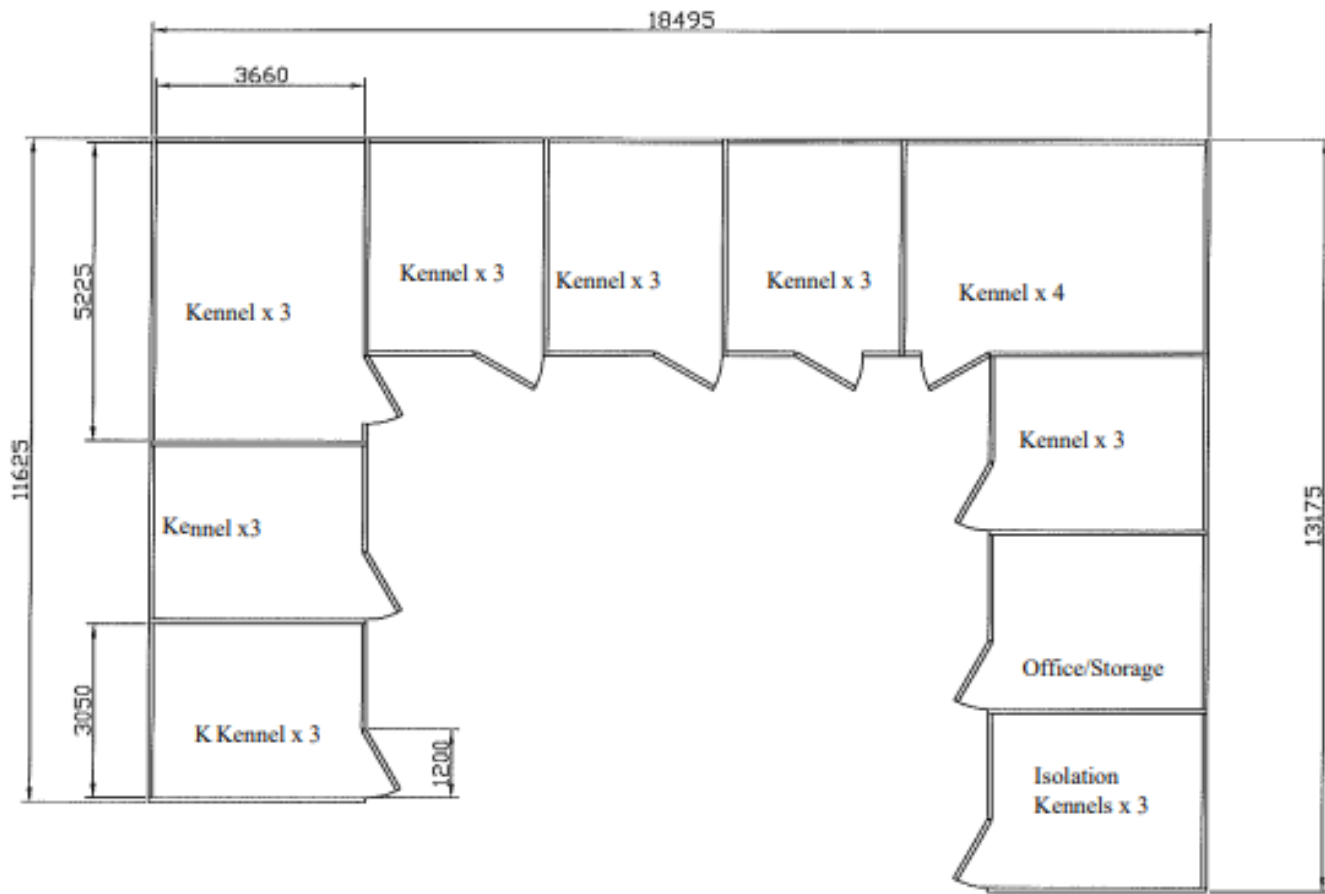 18495
3660
Kennel x 3
Kennel x 3
Kennel x 3
Kennel x 4
Kennel x 3
5225
11625
Kennel x 3
13175
Kennel x3
Office/Storage
3050
K Kennel x 3
1200
Isolation
Kennels x 3